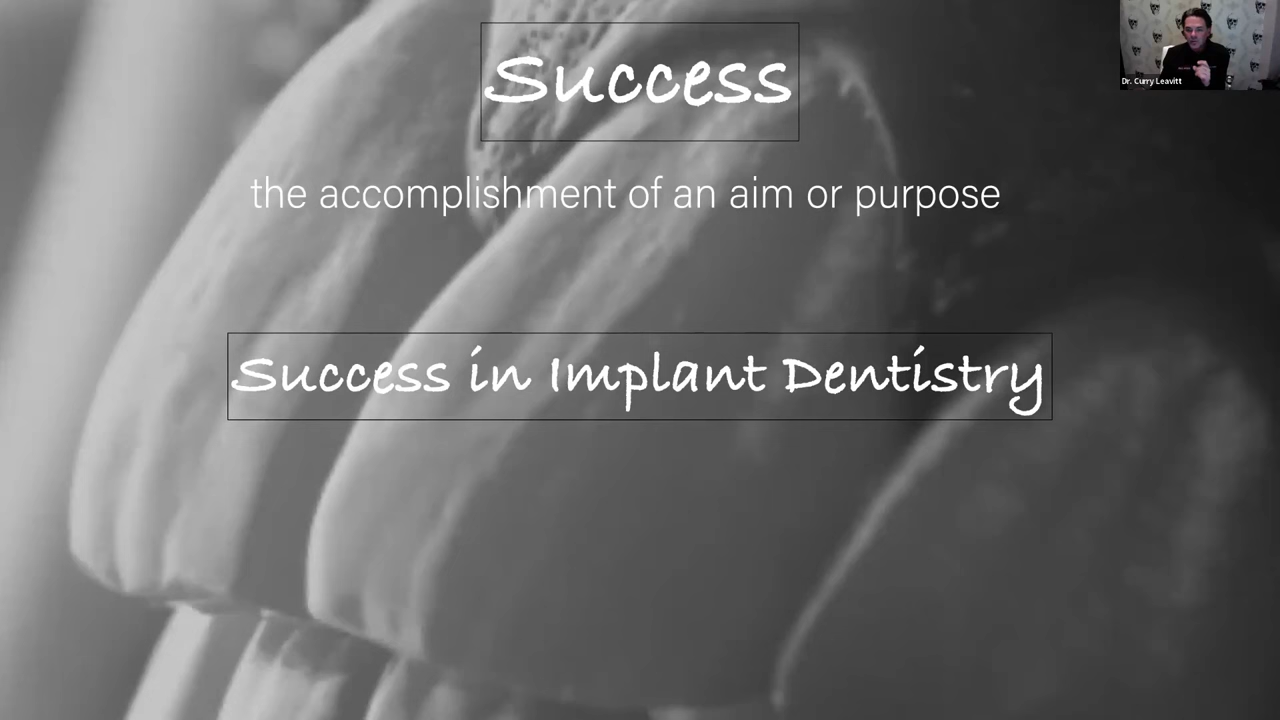 Success
Dr. Curry Leavitt
the accomplishment of an aim or purpose
Success in Implant Dentistry